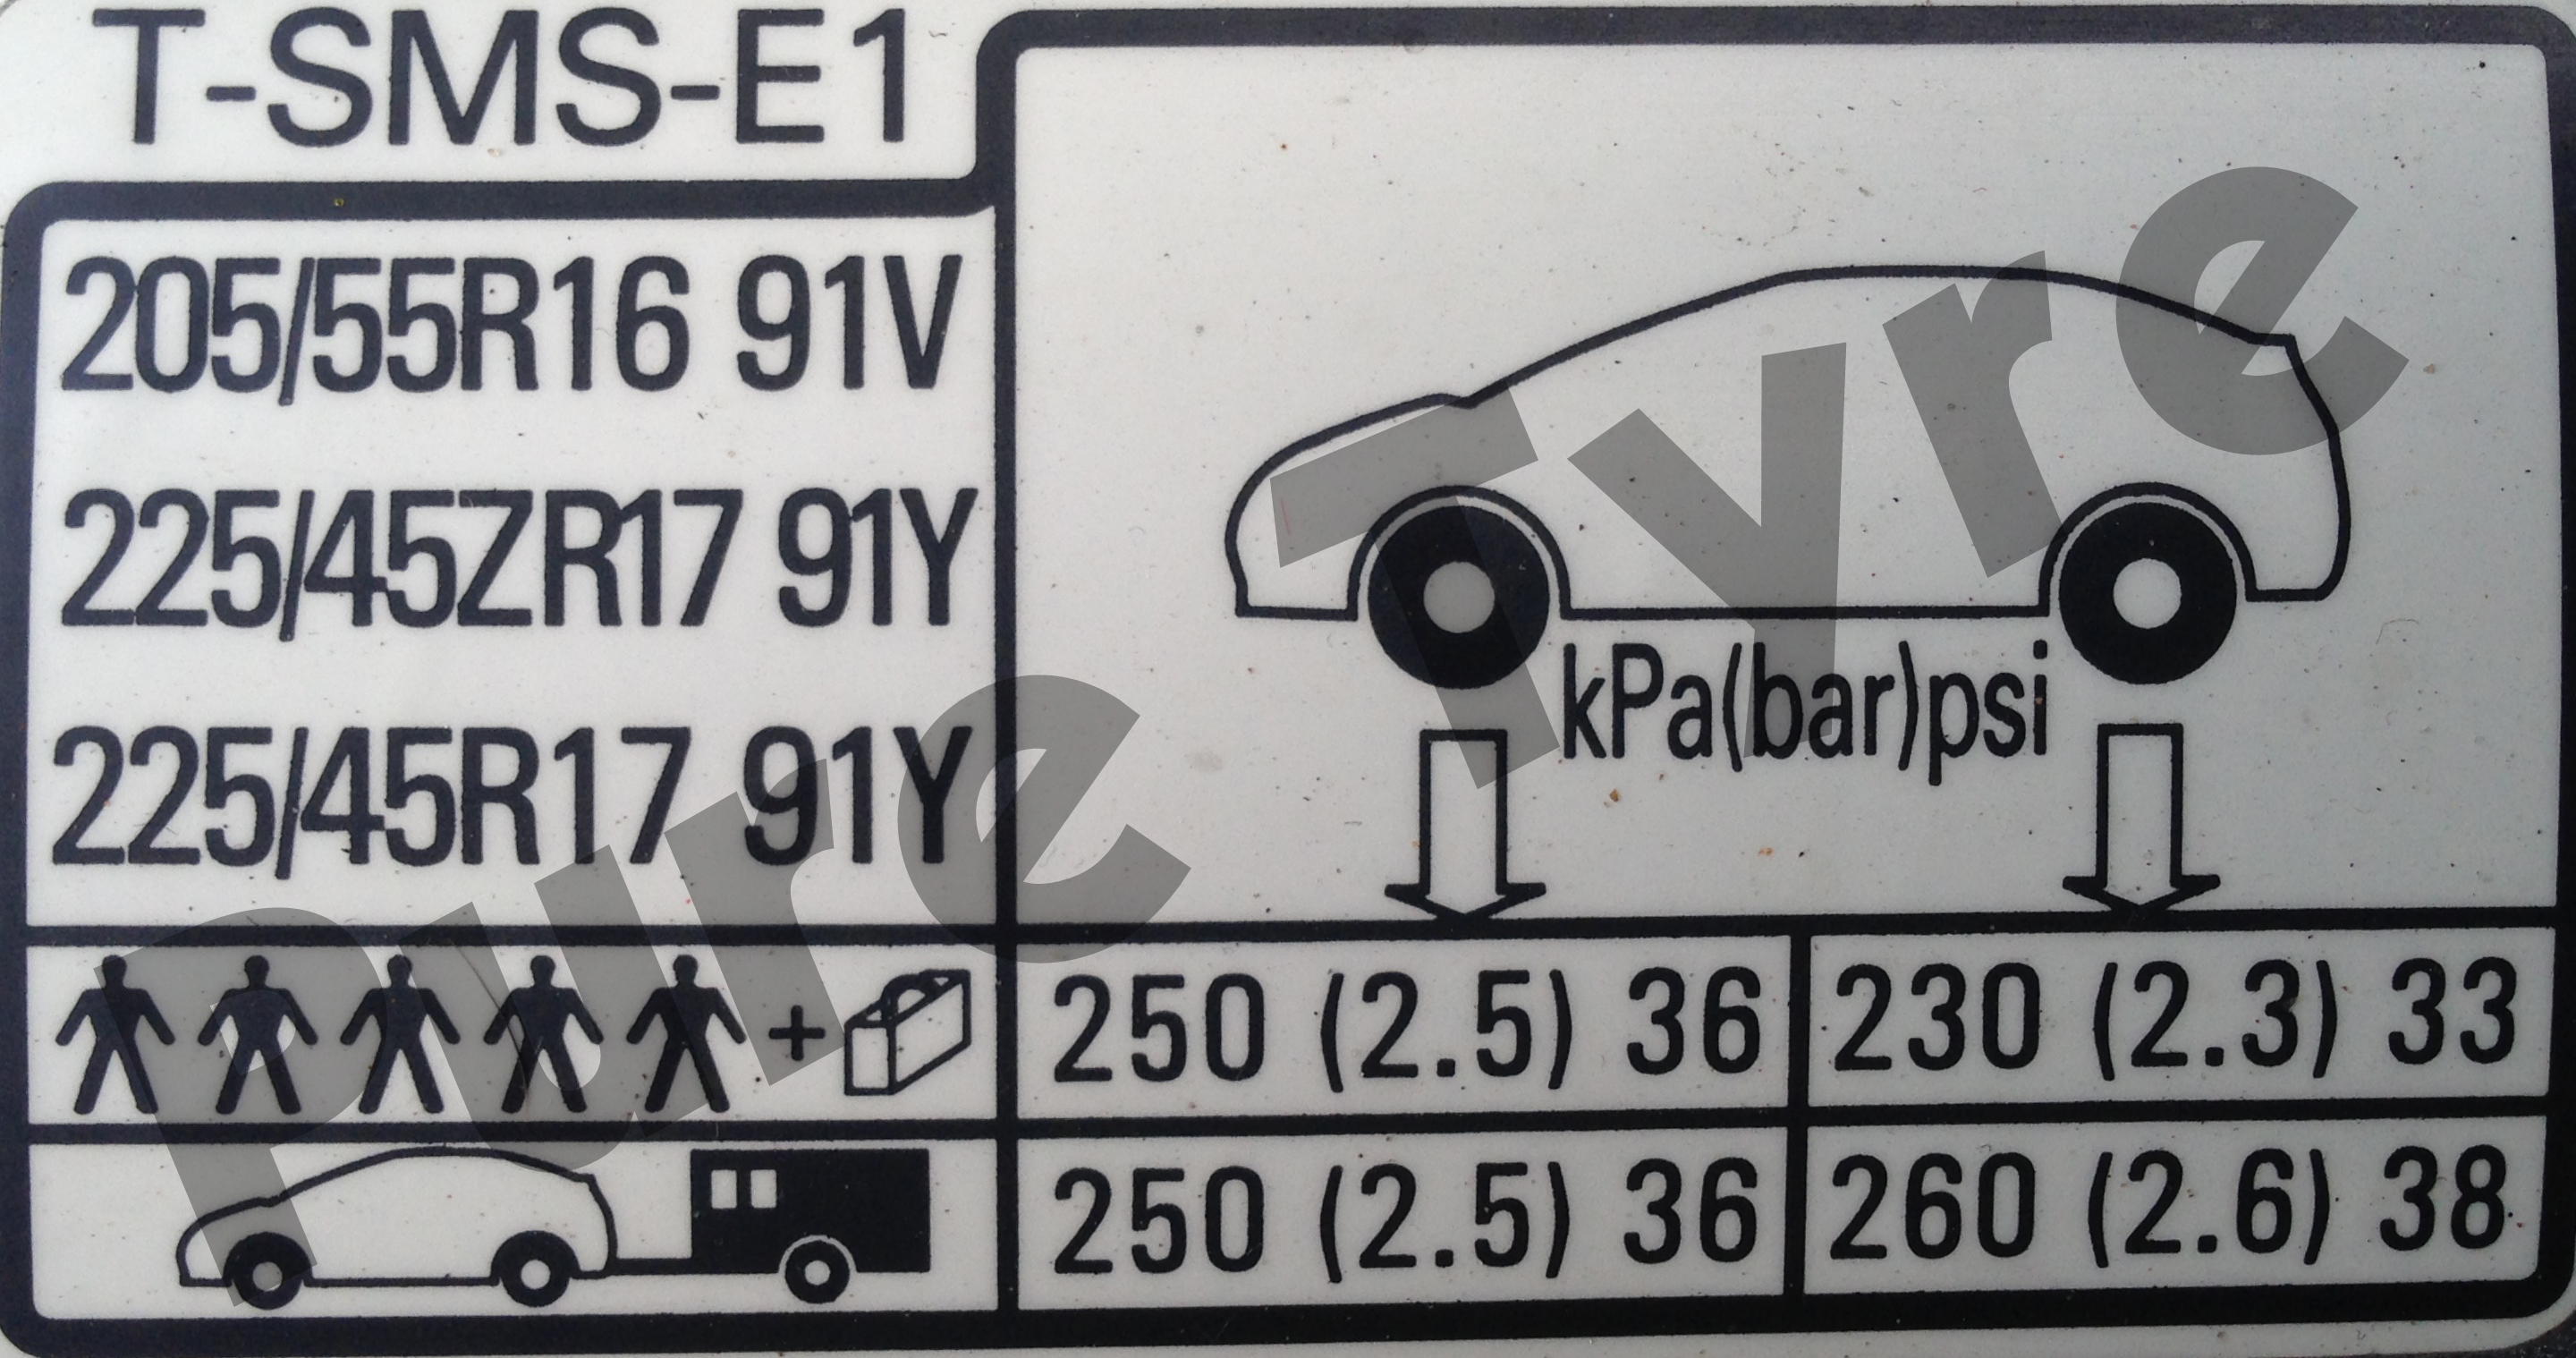 T-SMS-E1
205/55R16 91V
225/45ZR17 91Y
225/45R17 91Y
kPa(bar)psi
+ 250 (2.5) 36 230 (2.3) 33
250 (2.5) 36 260 (2.6) 38
Pure Tyre